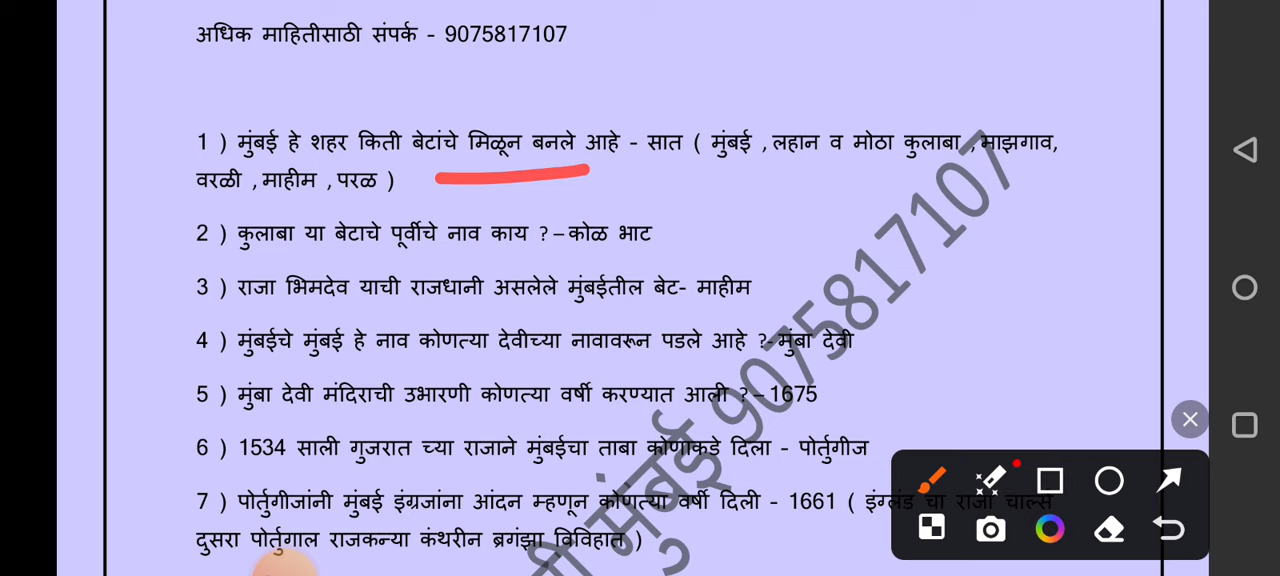 अधिक माहितीसाठी संपर्क - 9075817107
1 ) मुंबई हे शहर किती बेटांचे मिळून बनले आहे - सात ( मुंबई ,लहान व मोठा कुलाबा ,माझगाव,
वरळी ,माहीम ,परळ )
2 ) कुलाबा या बेटाचे पूर्वीचे नाव काय ?–कोळ भाट
3 ) राजा भिमदेव याची राजधानी असलेले मुंबईतील बेट- माहीम
4 ) मुंबईचे मुंबई हे नाव कोणत्या देवीच्या नावावरून पडले आहे ?-मुंबा देवी
5 ) मुंबा देवी मंदिराची उभारणी कोणत्या वर्षी करण्यात आली ?–1675
6 ) 1534 साली गुजरात च्या राजाने मुंबईचा ताबा कोणाकडे दिला - पोर्तुगीज
7 ) पोर्तुगीजांनी मुंबई इंग्रजांना आंदन म्हणून कोणत्या वर्षी दिली - 1661 ( इंग्लंड चा राजा चार्ल्स
दुसरा पोर्तुगाल राजकन्या कंथरीन ब्रगंझा विविहात )
मुंबई 9075817107